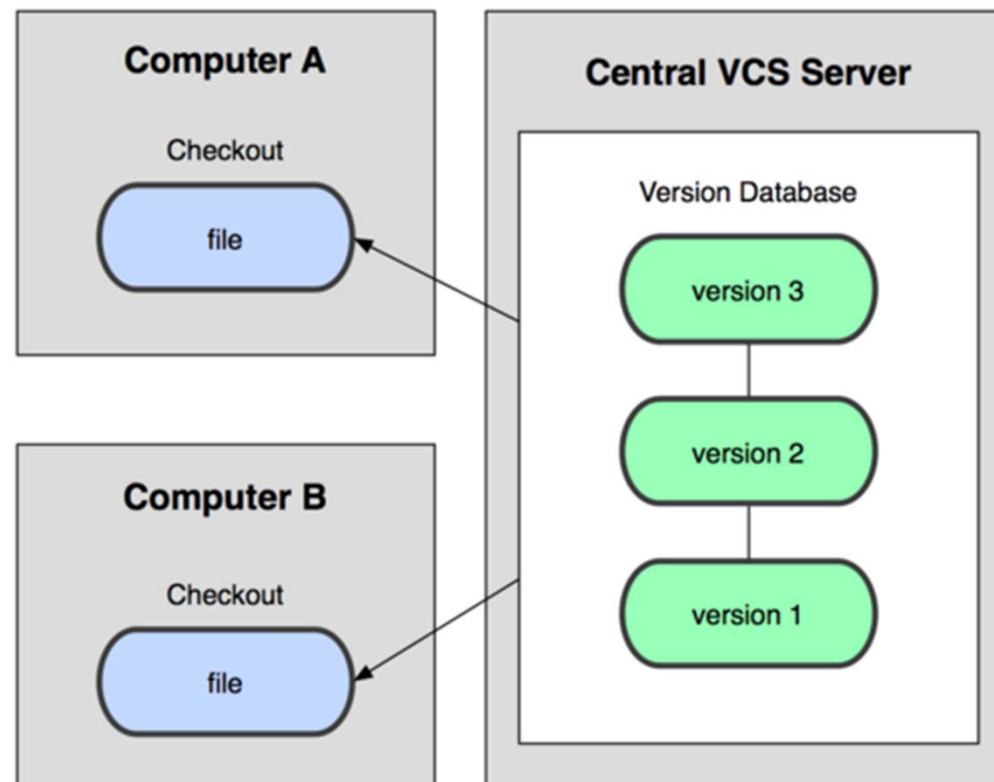 Computer A
Checkout
file
Computer B
Checkout
file
Central VCS Server
Version Database
version 3
version 2
version 1